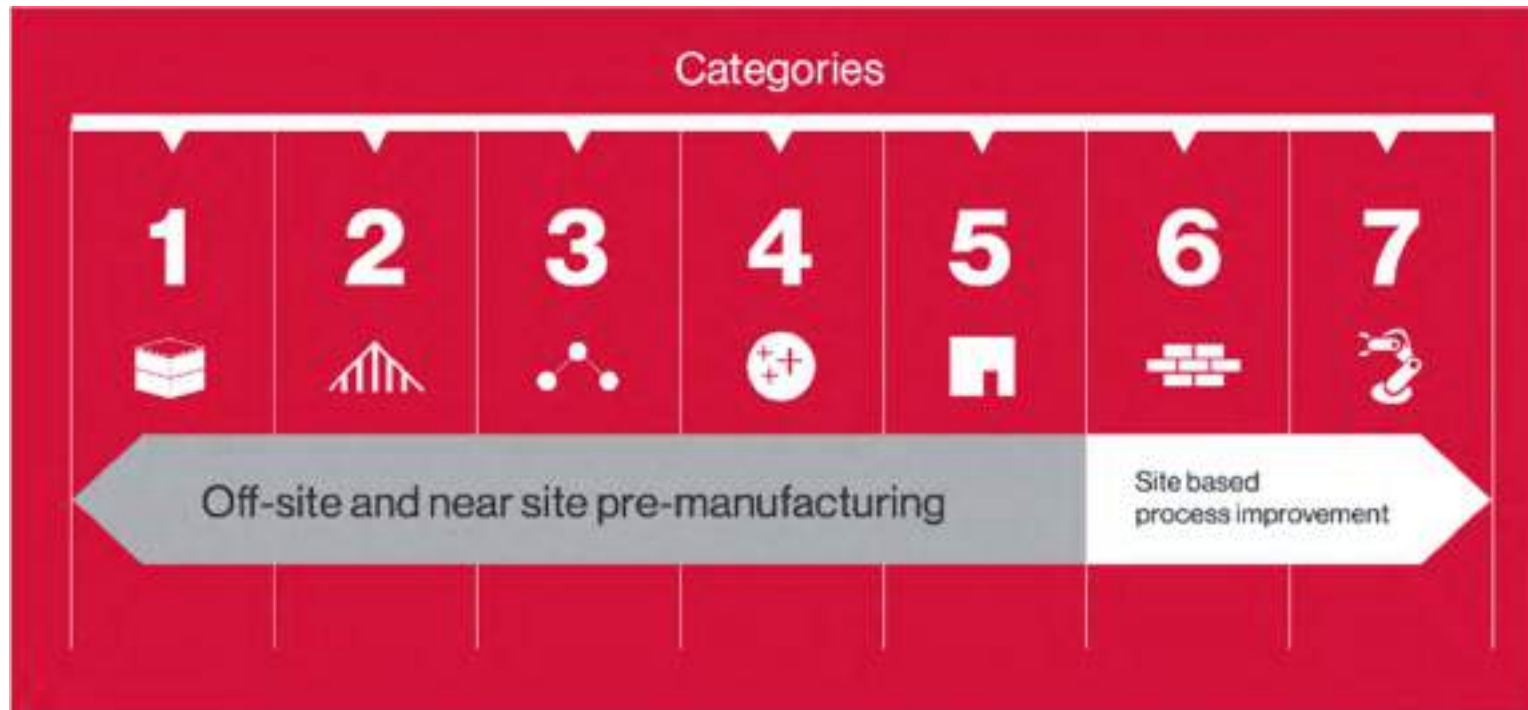 Categories
1 2 3 4 5 6 7
Off-site and near site pre-manufacturing
Site based
process improvement